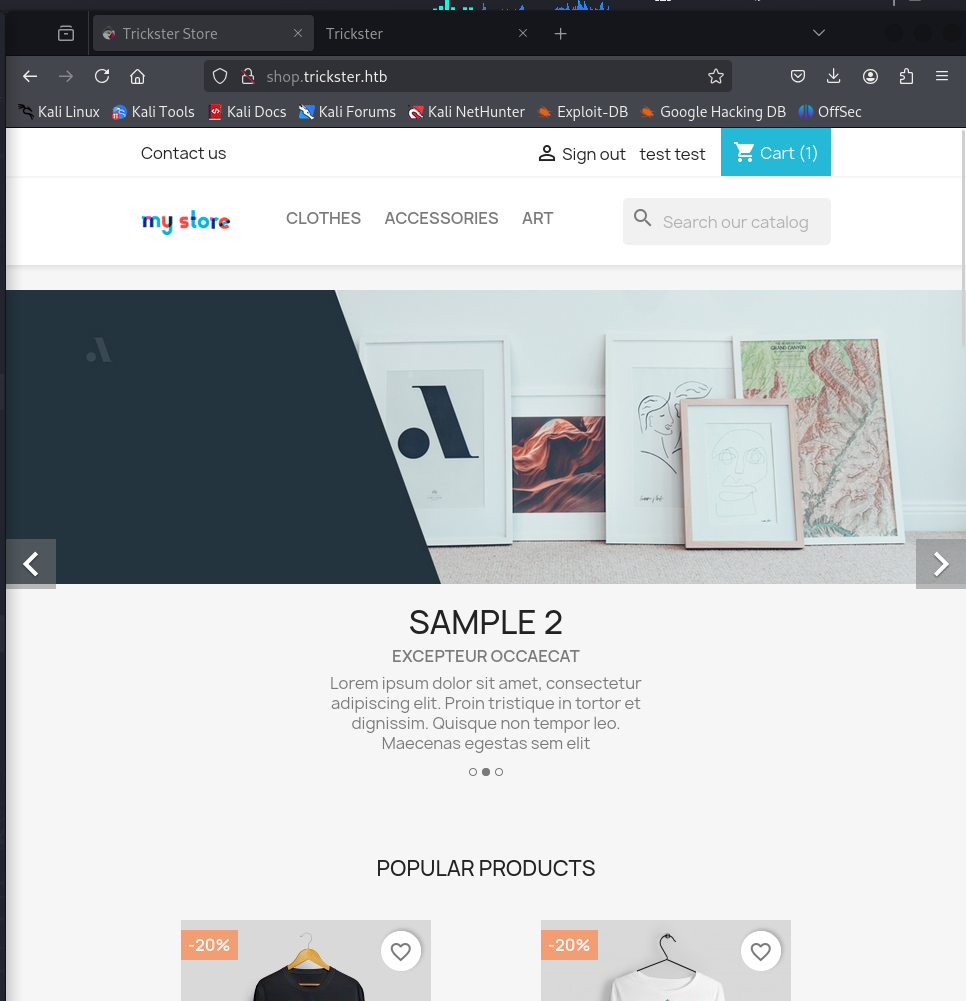 Trickster Store
Trickster
shop.trickster.htb
Kali Linux
Kali Tools
Kali Docs
Kali Forums
Kali NetHunter
Exploit-DB
Google Hacking DB
OffSec
Contact us
Sign out
test test
Cart (1)
my store
CLOTHES
ACCESSORIES
ART
Search our catalog
GRAND CANYON
SAMPLE 2
EXCEPTEUR OCCAECAT
Lorem ipsum dolor sit amet, consectetur
adipiscing elit. Proin tristique in tortor et
dignissim. Quisque non tempor leo.
Maecenas egestas sem elit
POPULAR PRODUCTS
-20%
-20%